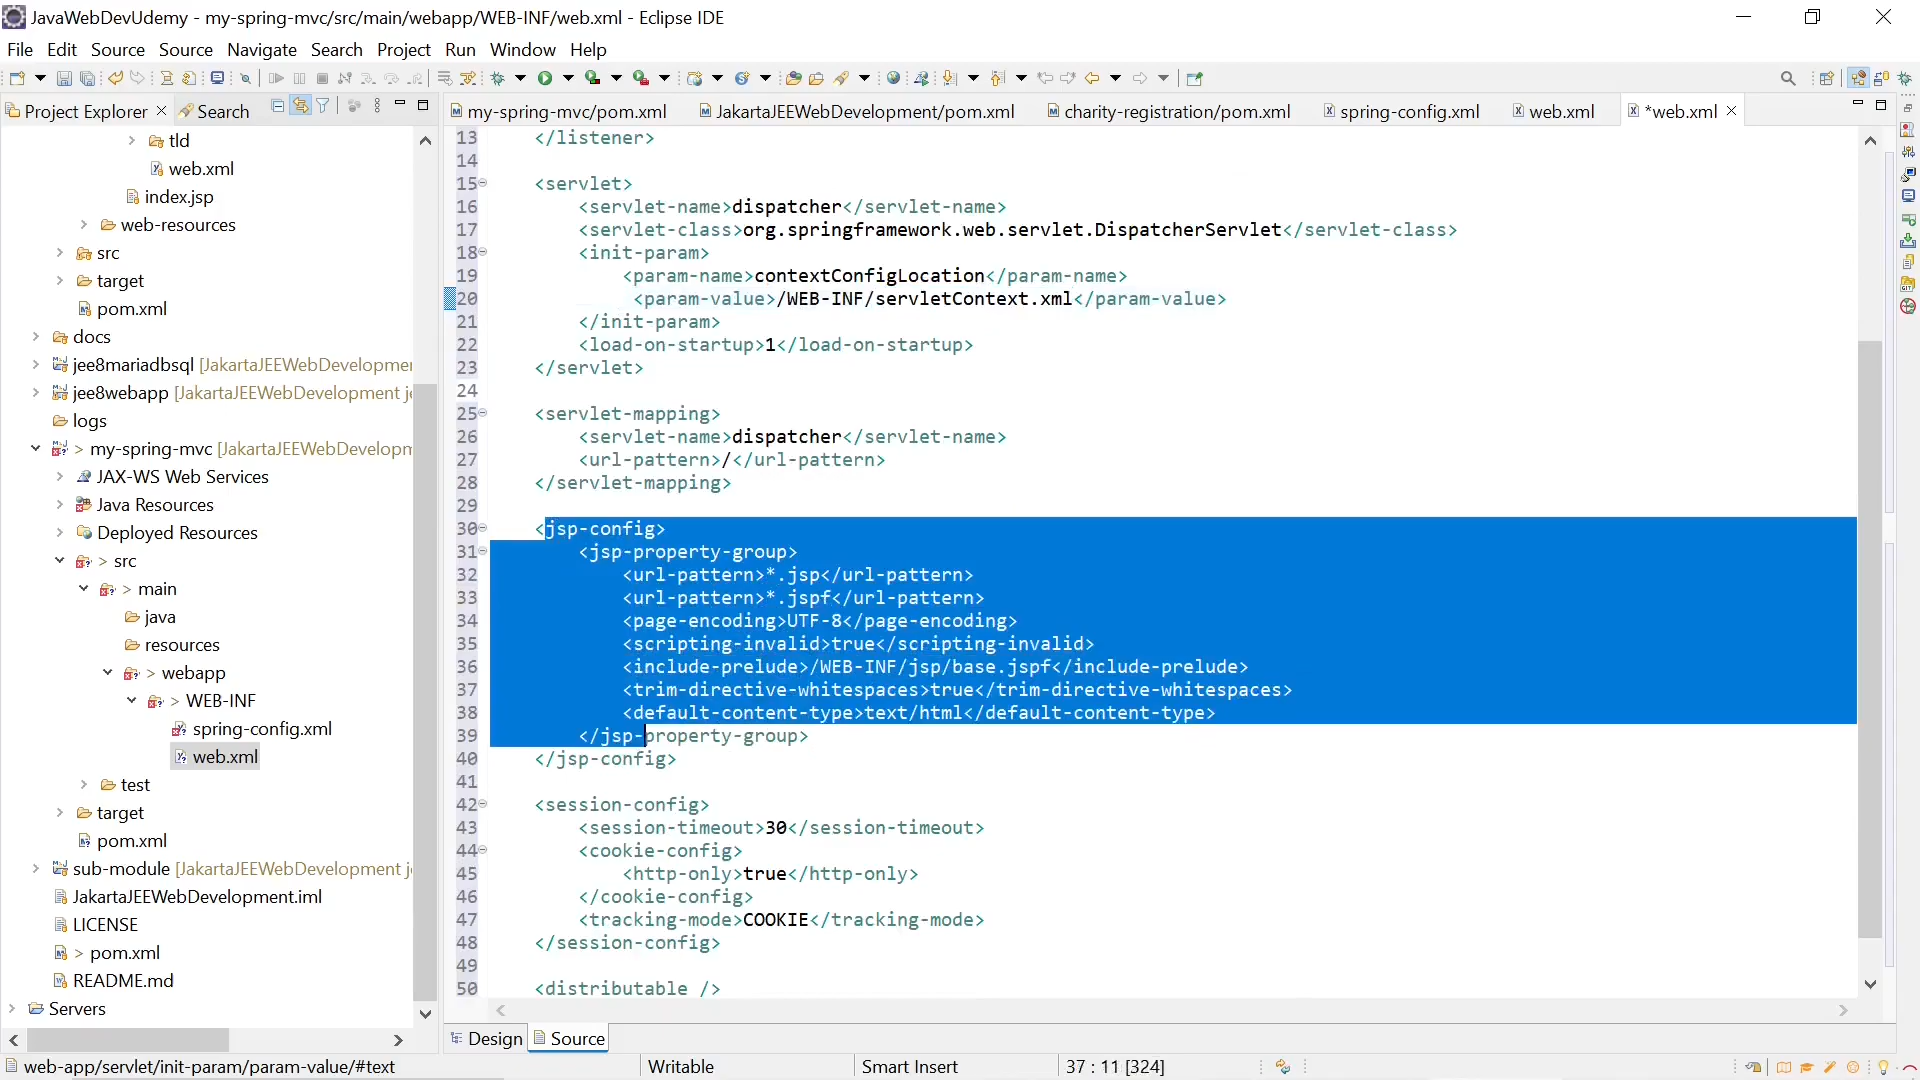 JavaWebDevUdemy - my-spring-mvc/src/main/webapp/WEB-INF/web.xml - Eclipse IDE
File Edit Source Source Navigate Search Project Run Window Help
Project Explorer Search
my-spring-mvc/pom.xml JakartaJEEWebDevelopment/pom.xml charity-registration/pom.xml spring-config.xml web.xml *web.xml
tld
web.xml
index.jsp
web-resources
src
target
pom.xml
docs
jee8mariadbsql [JakartaJEEWebDevelopmer
jee8webapp [JakartaJEEWebDevelopment je
logs
> my-spring-mvc [JakartaJEEWebDevelopm
JAX-WS Web Services
Java Resources
Deployed Resources
> src
> main
java
resources
> webapp
> WEB-INF
spring-config.xml
web.xml
test
target
pom.xml
sub-module [JakartaJEEWebDevelopment je
JakartaJEEWebDevelopment.iml
LICENSE
> pom.xml
README.md
Servers
13 </listener>
14
15 <servlet>
16 <servlet-name>dispatcher</servlet-name>
17 <servlet-class>org.springframework.web.servlet.DispatcherServlet</servlet-class>
18 <init-param>
19 <param-name>contextConfigLocation</param-name>
20 <param-value>/WEB-INF/servletContext.xml</param-value>
21 </init-param>
22 <load-on-startup>1</load-on-startup>
23 </servlet>
24
25 <servlet-mapping>
26 <servlet-name>dispatcher</servlet-name>
27 <url-pattern>/</url-pattern>
28 </servlet-mapping>
29
30 <jsp-config>
31 <jsp-property-group>
32 <url-pattern>*.jsp</url-pattern>
33 <url-pattern>*.jspf</url-pattern>
34 <page-encoding>UTF-8</page-encoding>
35 <scripting-invalid>true</scripting-invalid>
36 <include-prelude>/WEB-INF/jsp/base.jspf</include-prelude>
37 <trim-directive-whitespaces>true</trim-directive-whitespaces>
38 <default-content-type>text/html</default-content-type>
39 </jsp-property-group>
40 </jsp-config>
41
42 <session-config>
43 <session-timeout>30</session-timeout>
44 <cookie-config>
45 <http-only>true</http-only>
46 </cookie-config>
47 <tracking-mode>COOKIE</tracking-mode>
48 </session-config>
49
50 <distributable />
Design Source
web-app/servlet/init-param/param-value/#text Writable Smart Insert 37 : 11 [324]